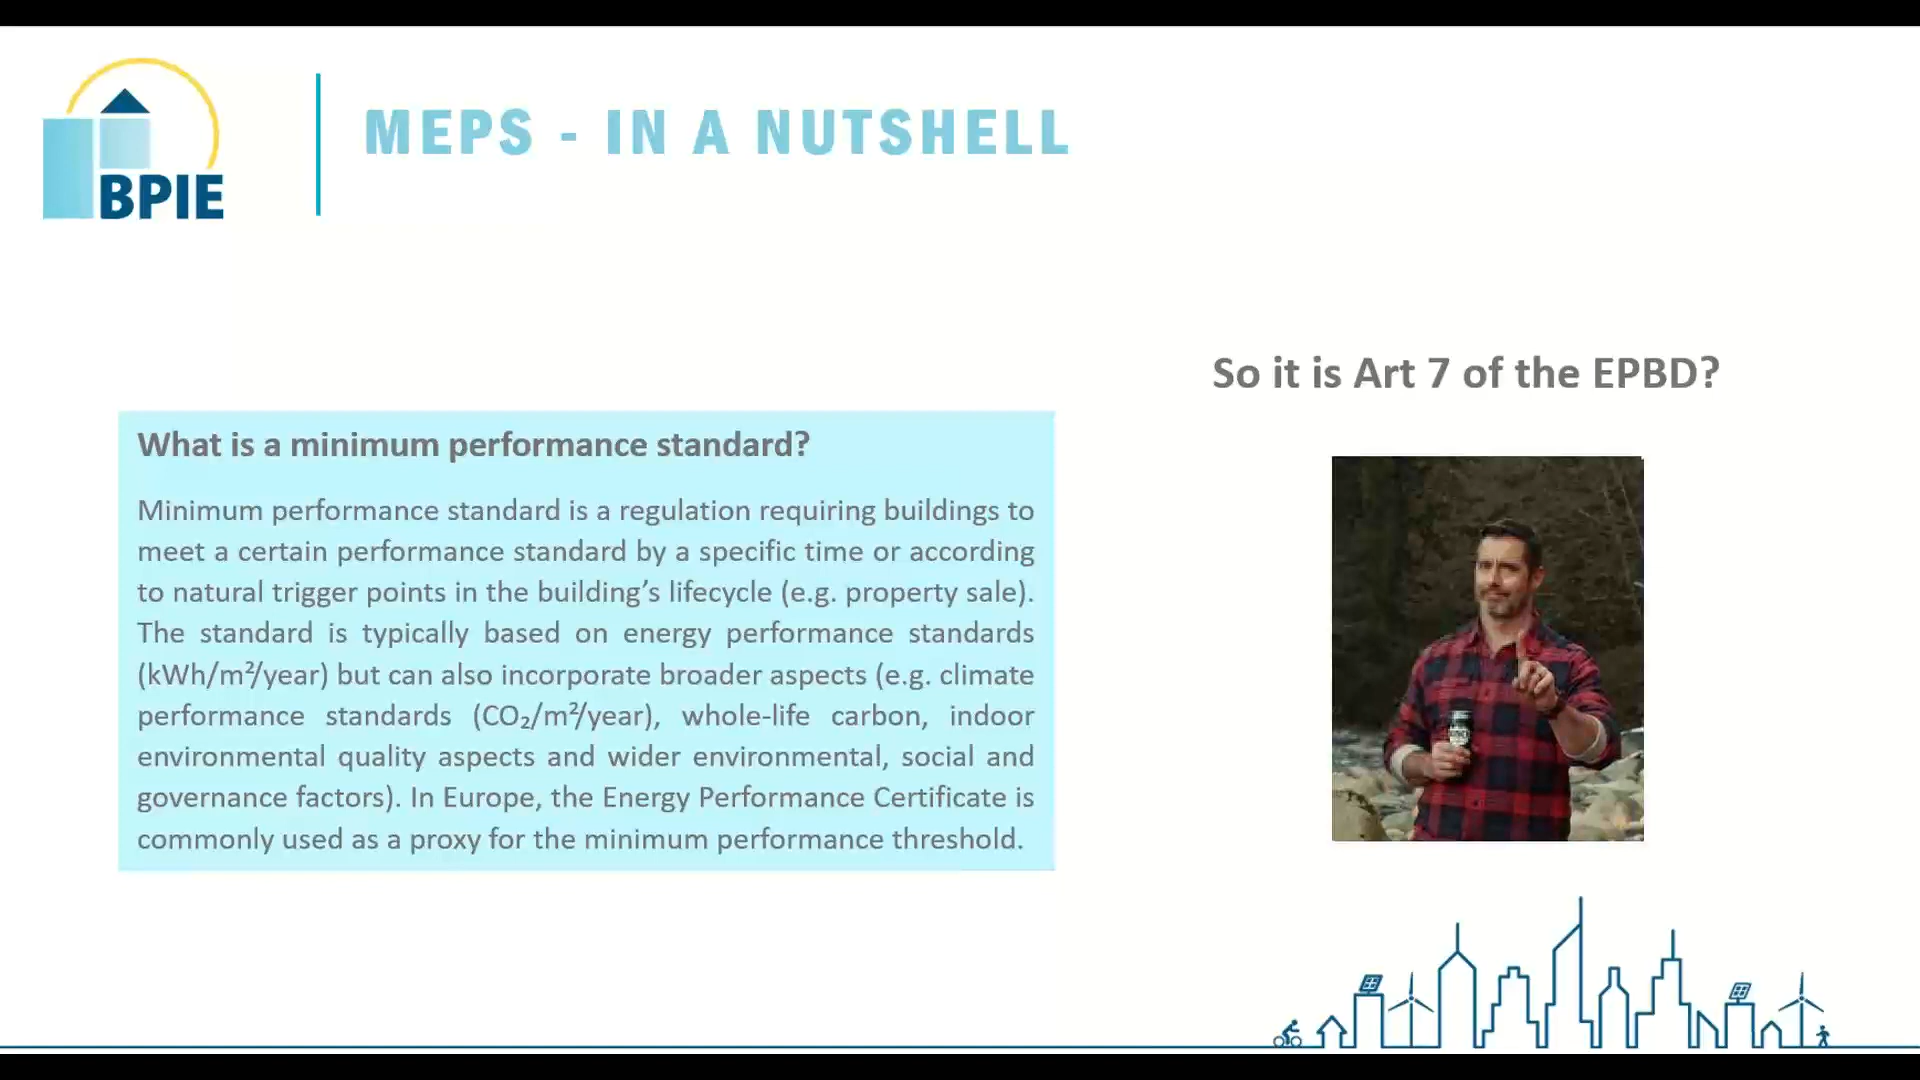 BPIE
MEPS - IN A NUTSHELL
So it is Art 7 of the EPBD?
What is a minimum performance standard?
Minimum performance standard is a regulation requiring buildings to
meet a certain performance standard by a specific time or according
to natural trigger points in the building’s lifecycle (e.g. property sale).
The standard is typically based on energy performance standards
(kWh/m²/year) but can also incorporate broader aspects (e.g. climate
performance standards (CO₂/m²/year), whole-life carbon, indoor
environmental quality aspects and wider environmental, social and
governance factors). In Europe, the Energy Performance Certificate is
commonly used as a proxy for the minimum performance threshold.